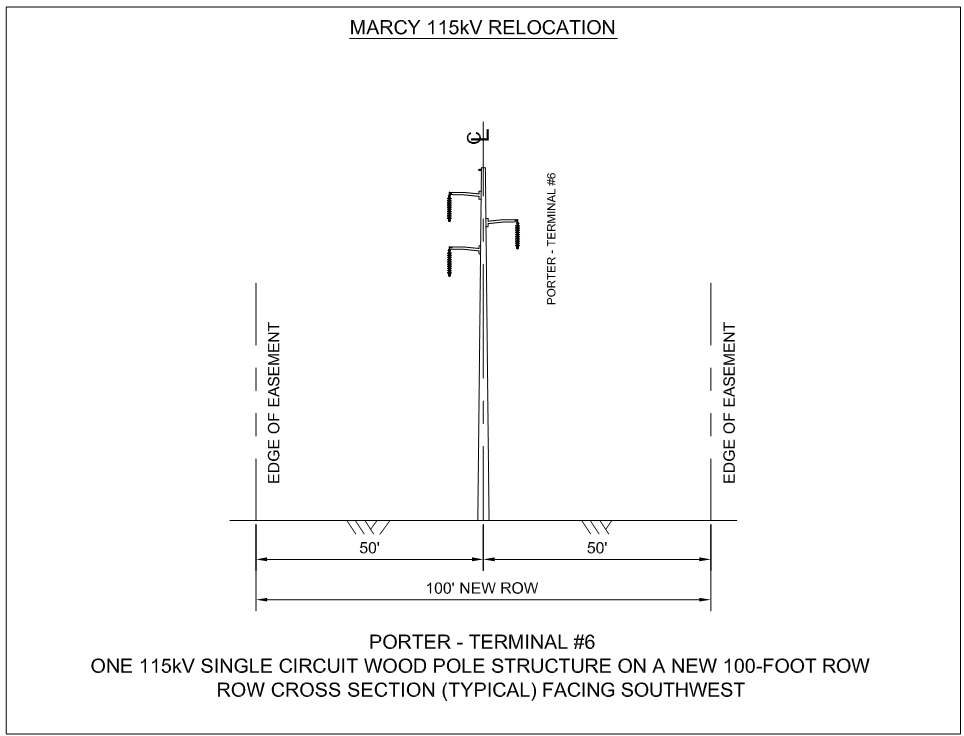 MARCY 115kV RELOCATION
CL
PORTER - TERMINAL #6
EDGE OF EASEMENT
EDGE OF EASEMENT
50'
50'
100' NEW ROW
PORTER - TERMINAL #6
ONE 115kV SINGLE CIRCUIT WOOD POLE STRUCTURE ON A NEW 100-FOOT ROW
ROW CROSS SECTION (TYPICAL) FACING SOUTHWEST